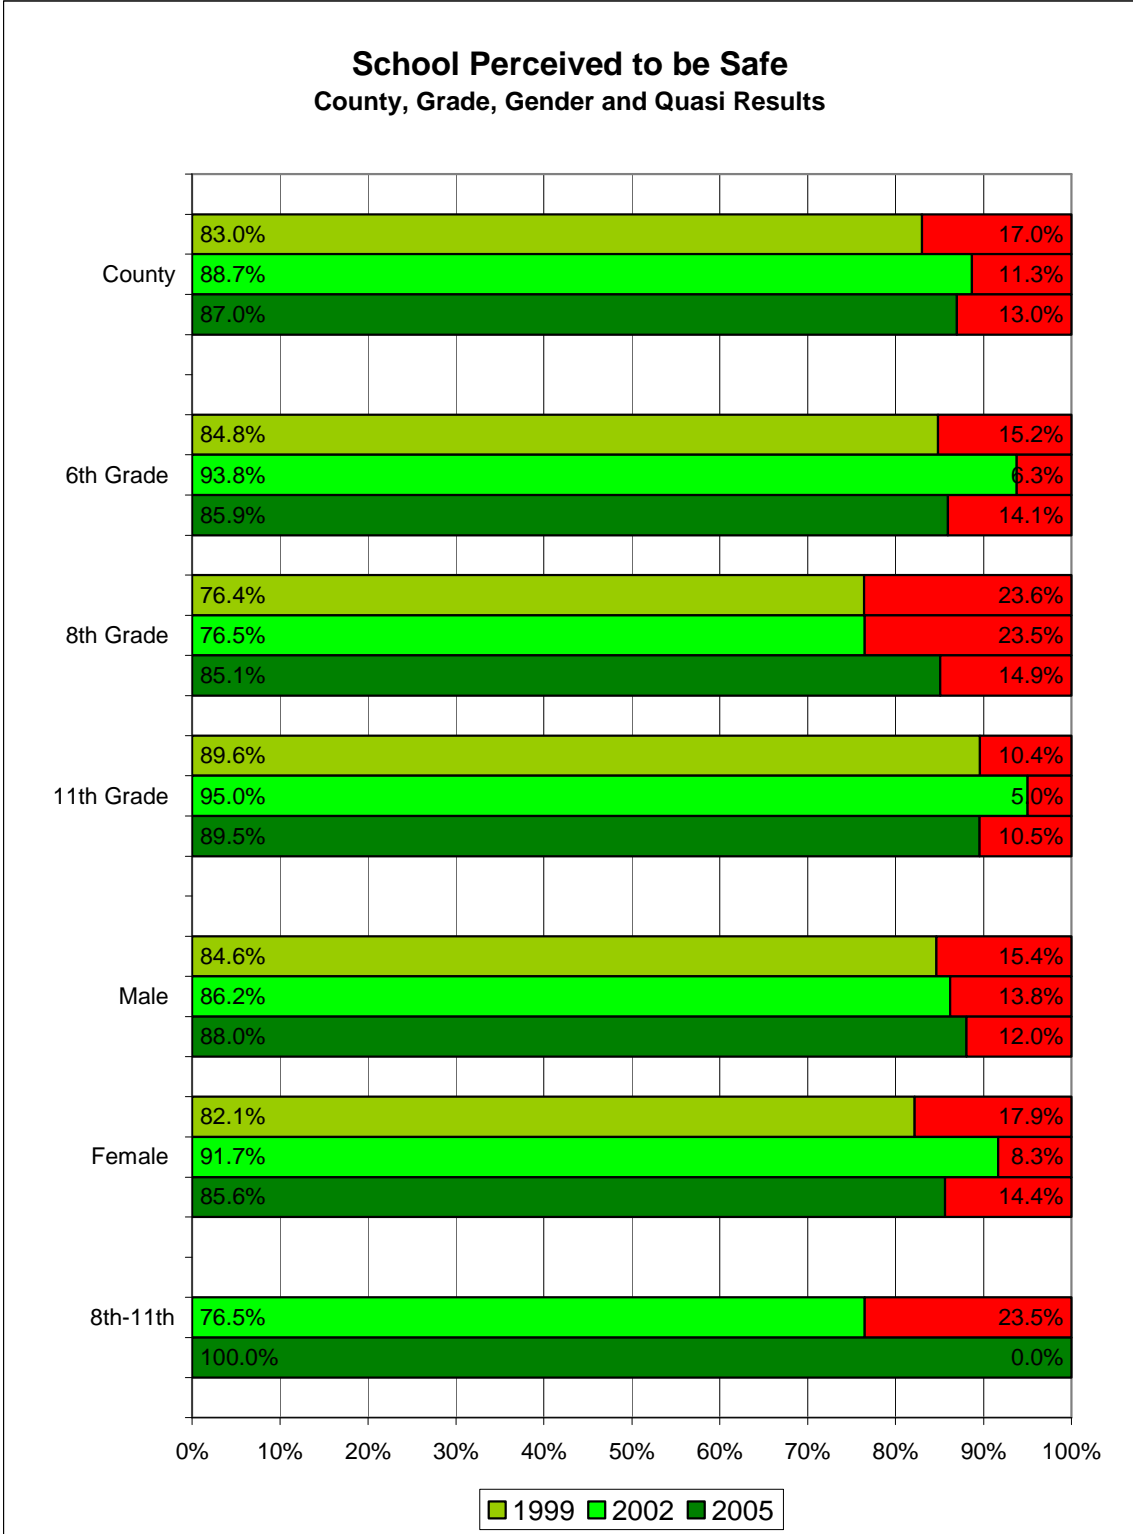 School Perceived to be Safe
County, Grade, Gender and Quasi Results
83.0% 17.0%
County 88.7% 11.3%
87.0% 13.0%
84.8% 15.2%
6th Grade 93.8% 6.3%
85.9% 14.1%
76.4% 23.6%
8th Grade 76.5% 23.5%
85.1% 14.9%
89.6% 10.4%
11th Grade 95.0% 5.0%
89.5% 10.5%
84.6% 15.4%
Male 86.2% 13.8%
88.0% 12.0%
82.1% 17.9%
Female 91.7% 8.3%
85.6% 14.4%
8th-11th 76.5% 23.5%
100.0% 0.0%
0% 10% 20% 30% 40% 50% 60% 70% 80% 90% 100%
1999 2002 2005